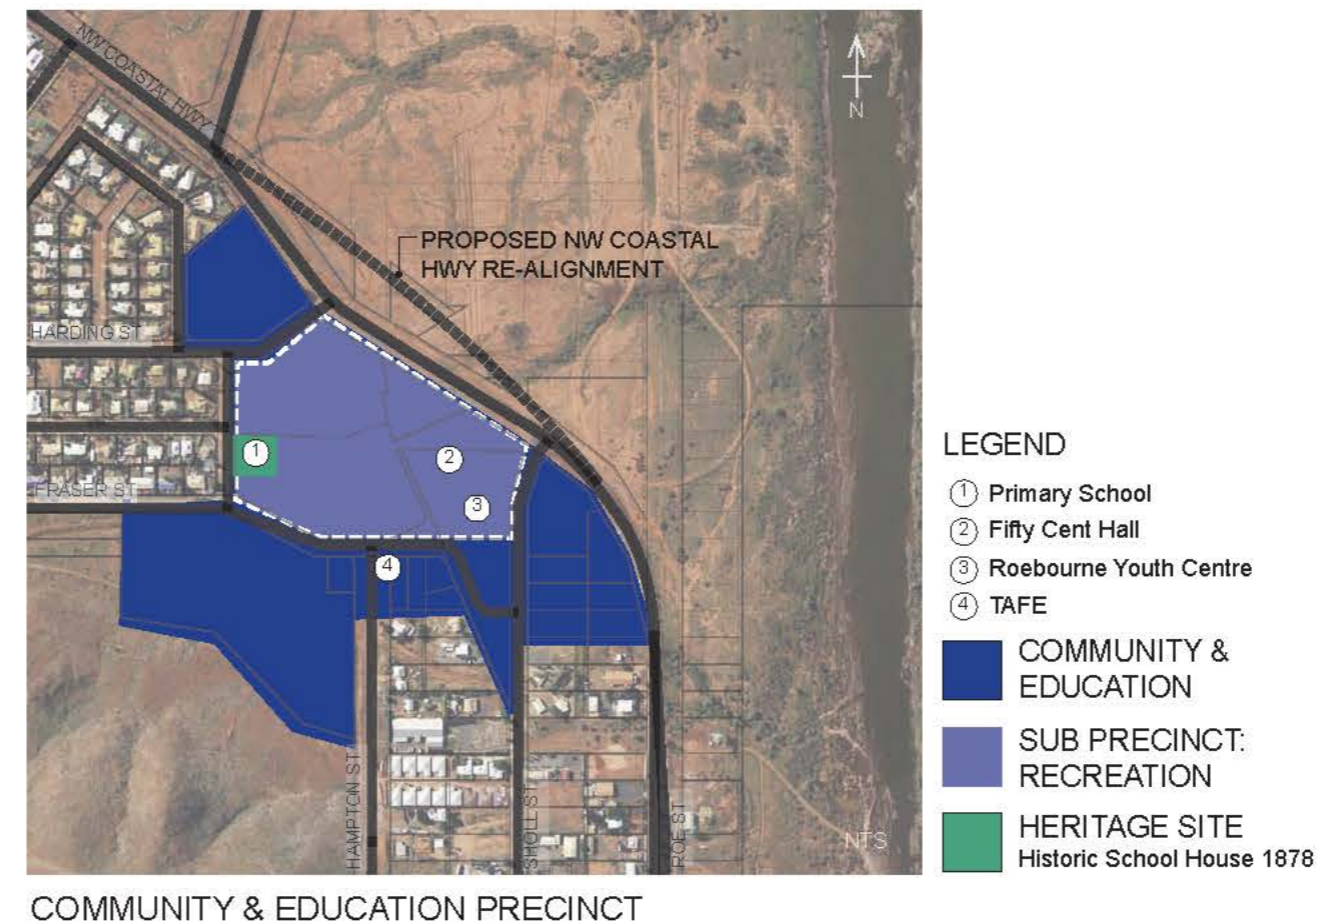 NW COASTAL HWY
N
PROPOSED NW COASTAL
HWY RE-ALIGNMENT
HARDING ST
1
2
FRASER ST
3
4
HAMPTON ST
SHOLL ST
ROE ST
NTS
LEGEND
1 Primary School
2 Fifty Cent Hall
3 Roebourne Youth Centre
4 TAFE
COMMUNITY &
EDUCATION
SUB PRECINCT:
RECREATION
HERITAGE SITE
Historic School House 1878
COMMUNITY & EDUCATION PRECINCT